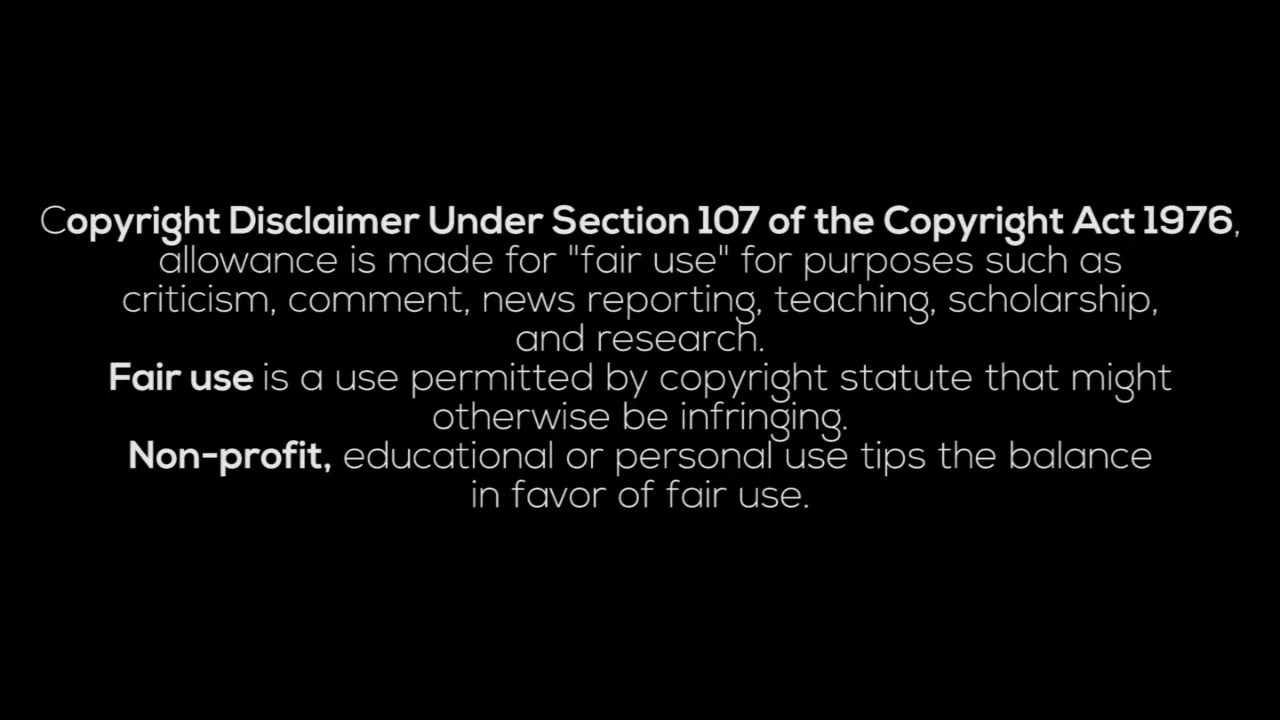 Copyright Disclaimer Under Section 107 of the Copyright Act 1976,
allowance is made for "fair use" for purposes such as
criticism, comment, news reporting, teaching, scholarship,
and research.
Fair use is a use permitted by copyright statute that might
otherwise be infringing.
Non-profit, educational or personal use tips the balance
in favor of fair use.